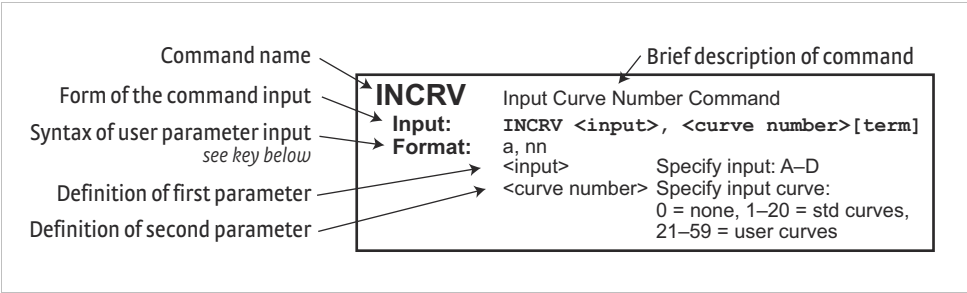 Command name
Brief description of command
Form of the command input
Syntax of user parameter input
see key below
Definition of first parameter
Definition of second parameter
INCRV Input Curve Number Command
Input: INCRV <input>, <curve number>[term]
Format: a, nn
<input> Specify input: A–D
<curve number> Specify input curve:
0 = none, 1–20 = std curves,
21–59 = user curves